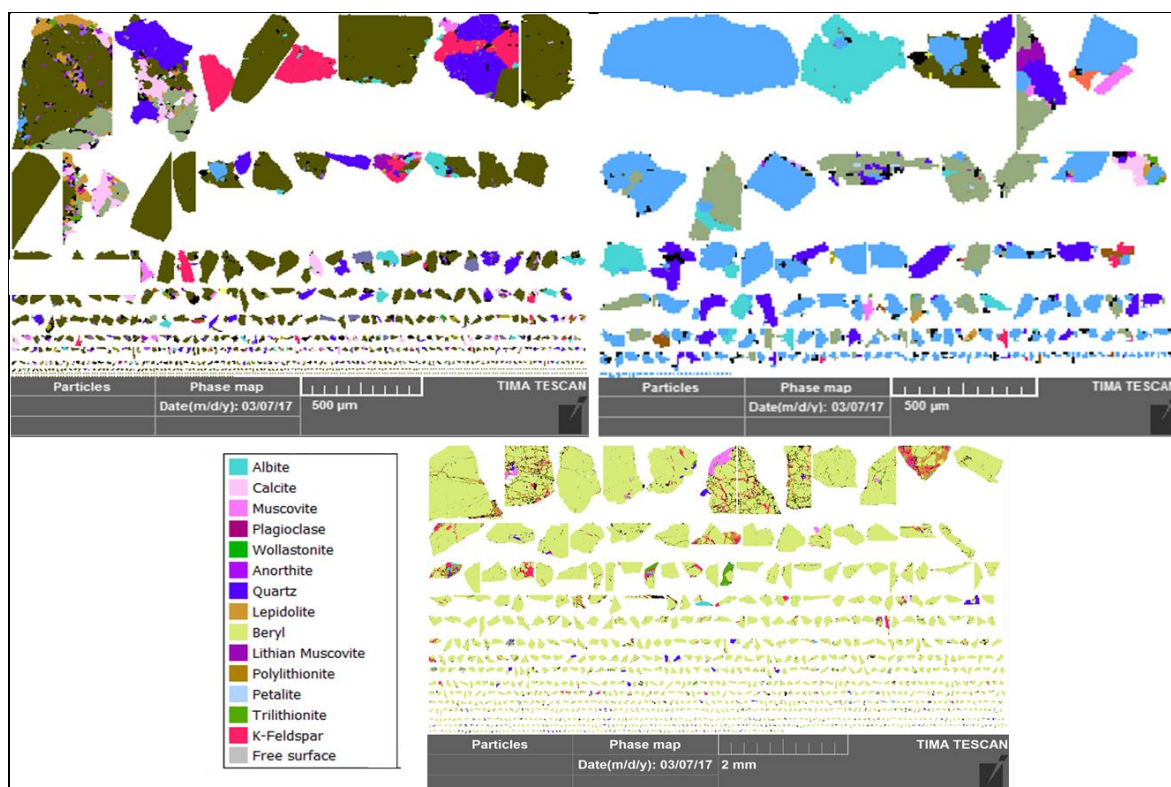 Particles
Phase map
TIMA TESCAN
Date(m/d/y): 03/07/17
500 µm
Particles
Phase map
TIMA TESCAN
Date(m/d/y): 03/07/17
500 µm
Albite
Calcite
Muscovite
Plagioclase
Wollastonite
Anorthite
Quartz
Lepidolite
Beryl
Lithian Muscovite
Polylithionite
Petalite
Trilithionite
K-Feldspar
Free surface
Particles
Phase map
TIMA TESCAN
Date(m/d/y): 03/07/17
2 mm